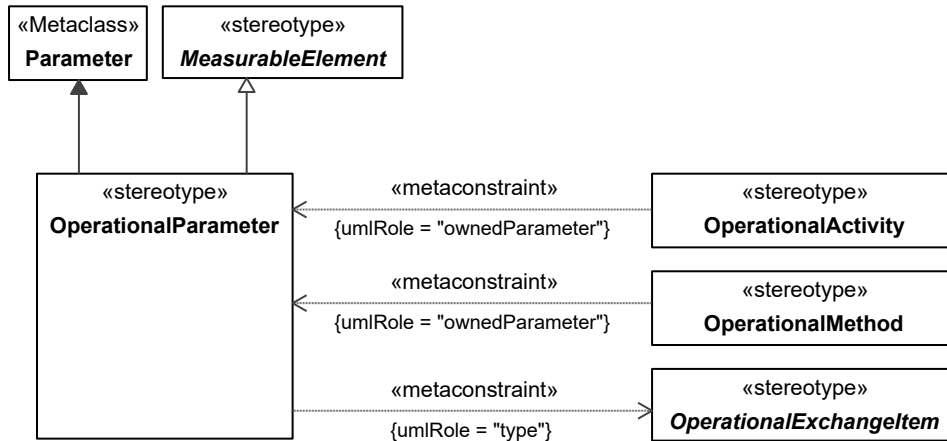 «Metaclass»
Parameter
«stereotype»
MeasurableElement
«stereotype»
OperationalParameter
«metaconstraint»
{umlRole = "ownedParameter"}
«stereotype»
OperationalActivity
«metaconstraint»
{umlRole = "ownedParameter"}
«stereotype»
OperationalMethod
«metaconstraint»
{umlRole = "type"}
«stereotype»
OperationalExchangeItem